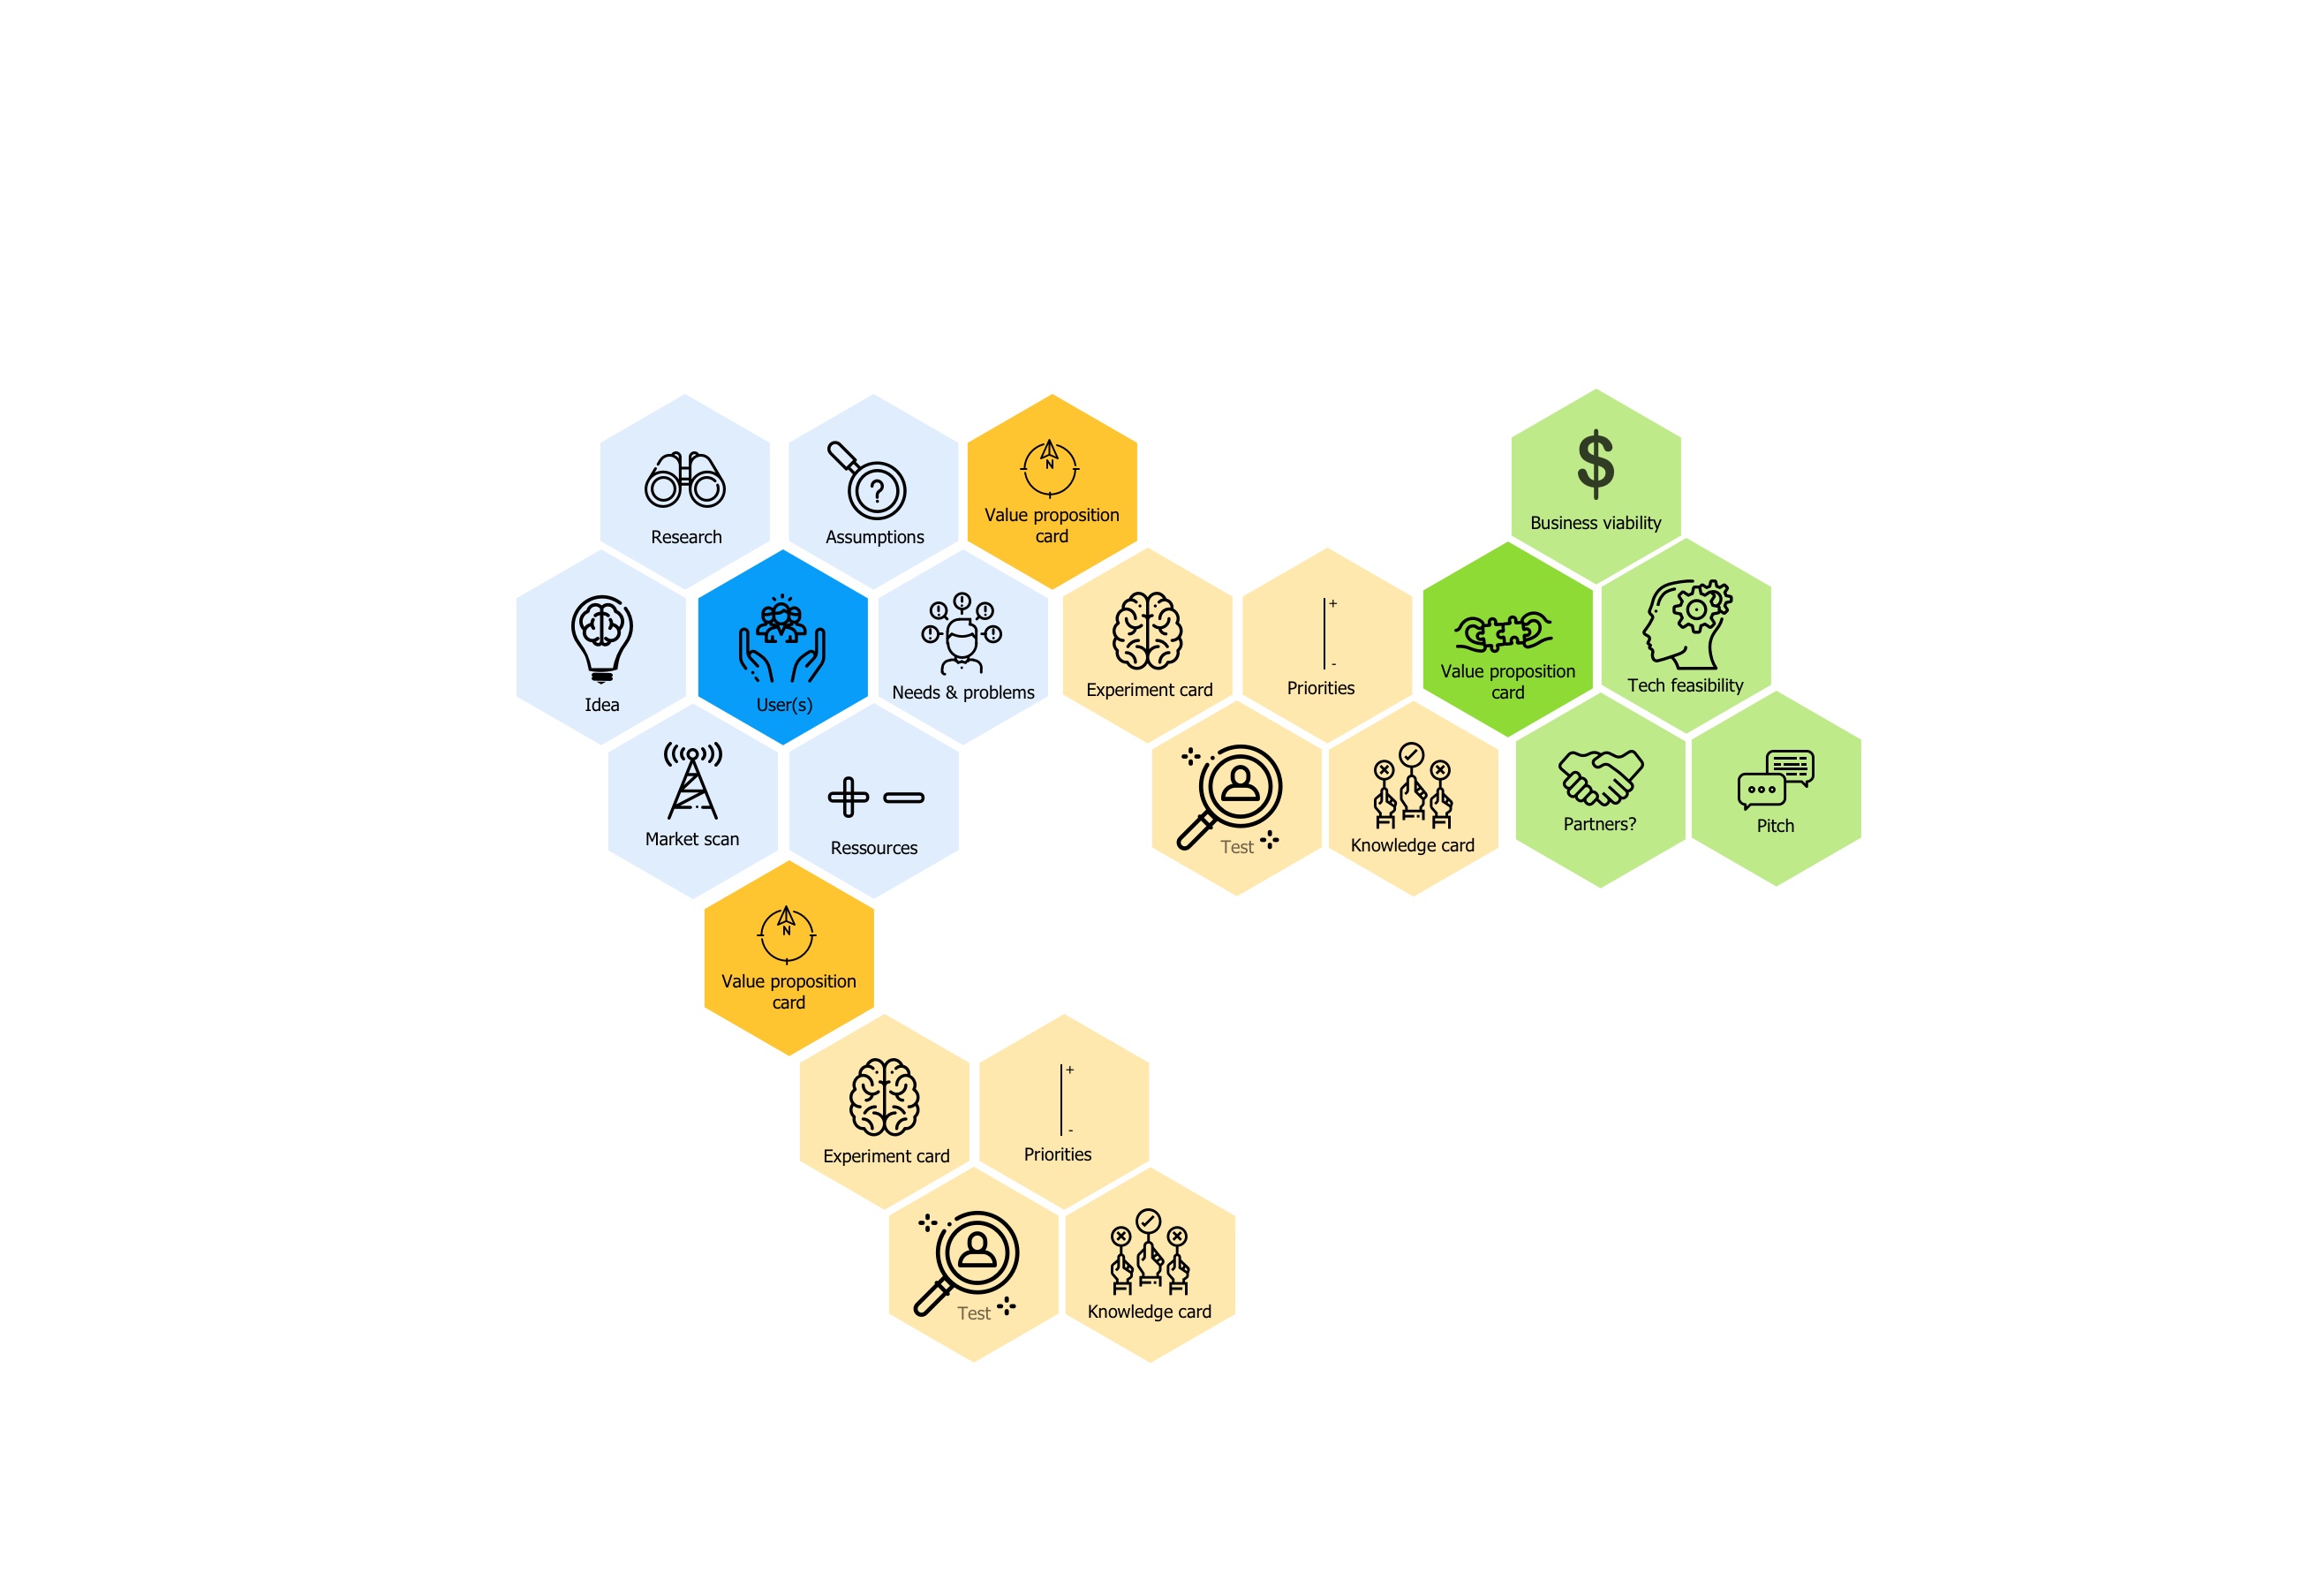 Research
Assumptions
?
N
Value proposition
card
$
Business viability
Idea
User(s)
Needs & problems
Experiment card
+
-
Priorities
Value proposition
card
Tech feasibility
Market scan
Ressources
Test
Knowledge card
Partners?
Pitch
N
Value proposition
card
Experiment card
+
-
Priorities
Test
Knowledge card